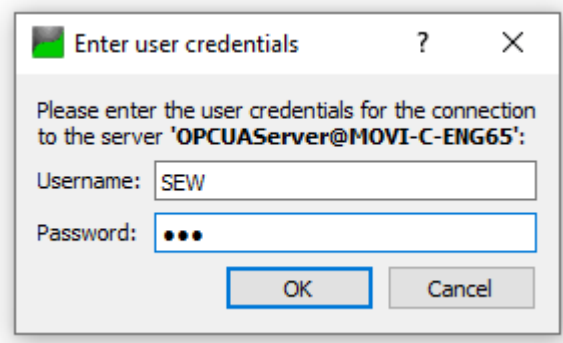 Enter user credentials ?
Please enter the user credentials for the connection
to the server 'OPCUAServer@MOVI-C-ENG65':
Username: SEW
Password: ●●●
OK Cancel